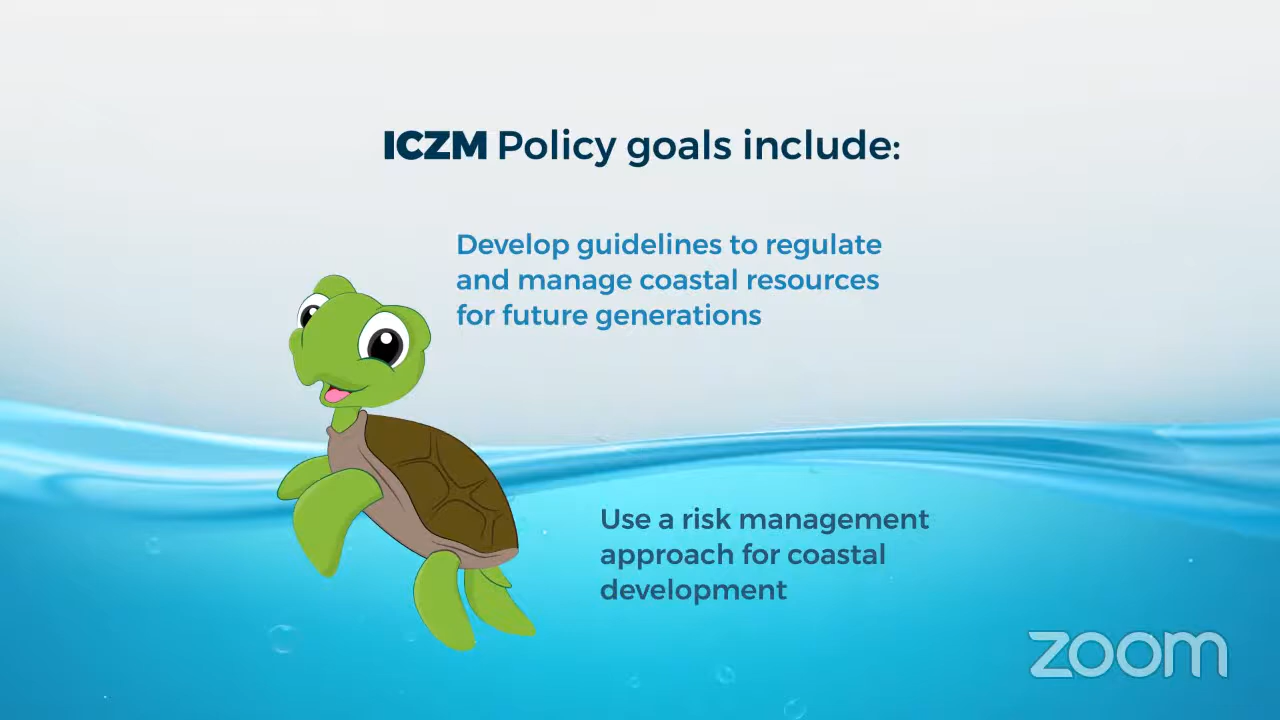 ICZM Policy goals include:
Develop guidelines to regulate
and manage coastal resources
for future generations
Use a risk management
approach for coastal
development
zoom